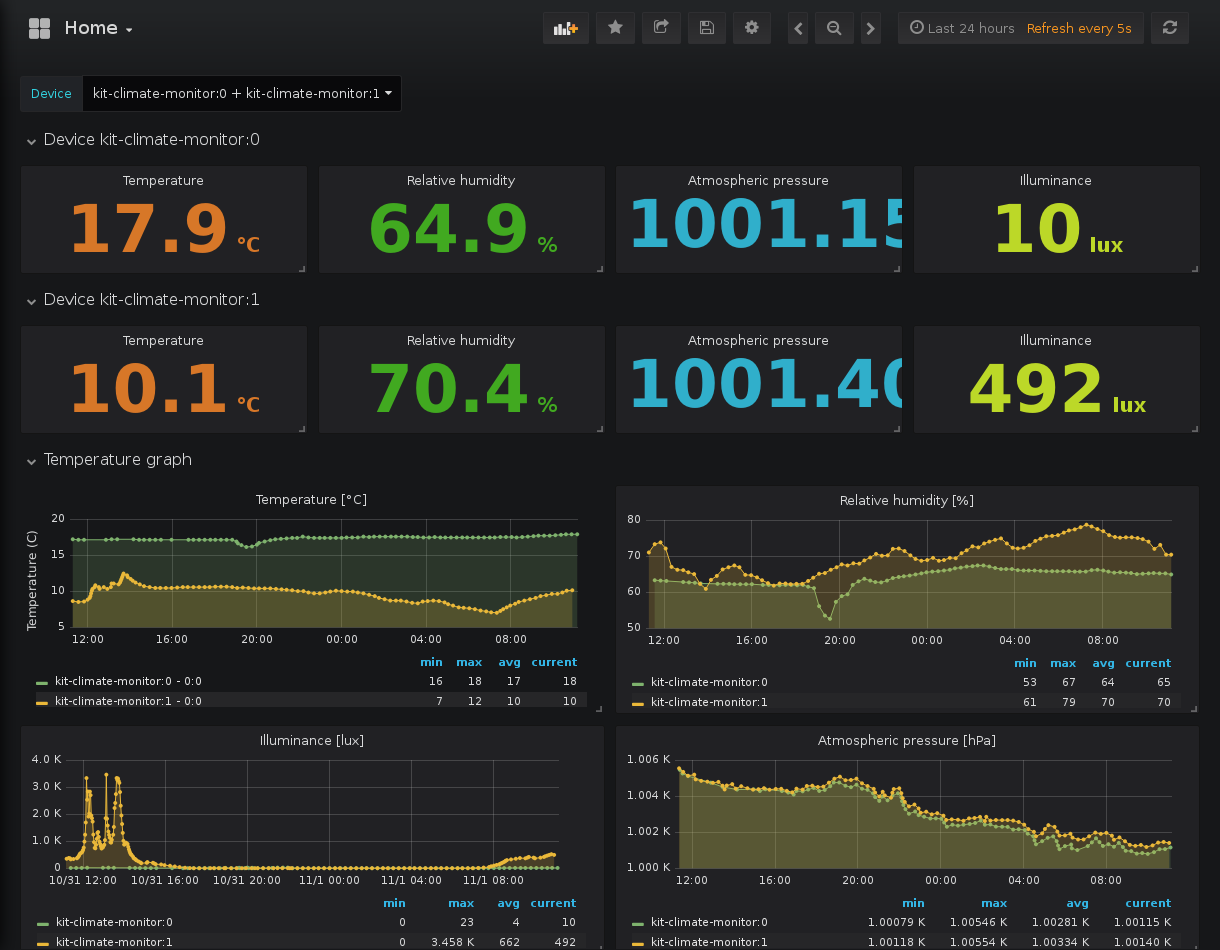 Home
Last 24 hours Refresh every 5s
Device kit-climate-monitor:0 + kit-climate-monitor:1
Device kit-climate-monitor:0
Temperature Relative humidity Atmospheric pressure Illuminance
17.9 °C 64.9 % 1001.15 10 lux
Device kit-climate-monitor:1
Temperature Relative humidity Atmospheric pressure Illuminance
10.1 °C 70.4 % 1001.40 492 lux
Temperature graph
Temperature [°C]
Temperature (C)
20
15
10
5
12:00 16:00 20:00 00:00 04:00 08:00
min max avg current
kit-climate-monitor:0 - 0:0 16 18 17 18
kit-climate-monitor:1 - 0:0 7 12 10 10
Relative humidity [%]
80
70
60
50
12:00 16:00 20:00 00:00 04:00 08:00
min max avg current
kit-climate-monitor:0 53 67 64 65
kit-climate-monitor:1 61 79 70 70
Illuminance [lux]
4.0 K
3.0 K
2.0 K
1.0 K
0
10/31 12:00 10/31 16:00 10/31 20:00 11/1 00:00 11/1 04:00 11/1 08:00
min max avg current
kit-climate-monitor:0 0 23 4 10
kit-climate-monitor:1 0 3.458 K 662 492
Atmospheric pressure [hPa]
1.006 K
1.004 K
1.002 K
1.000 K
12:00 16:00 20:00 00:00 04:00 08:00
min max avg current
kit-climate-monitor:0 1.00079 K 1.00546 K 1.00281 K 1.00115 K
kit-climate-monitor:1 1.00118 K 1.00554 K 1.00334 K 1.00140 K